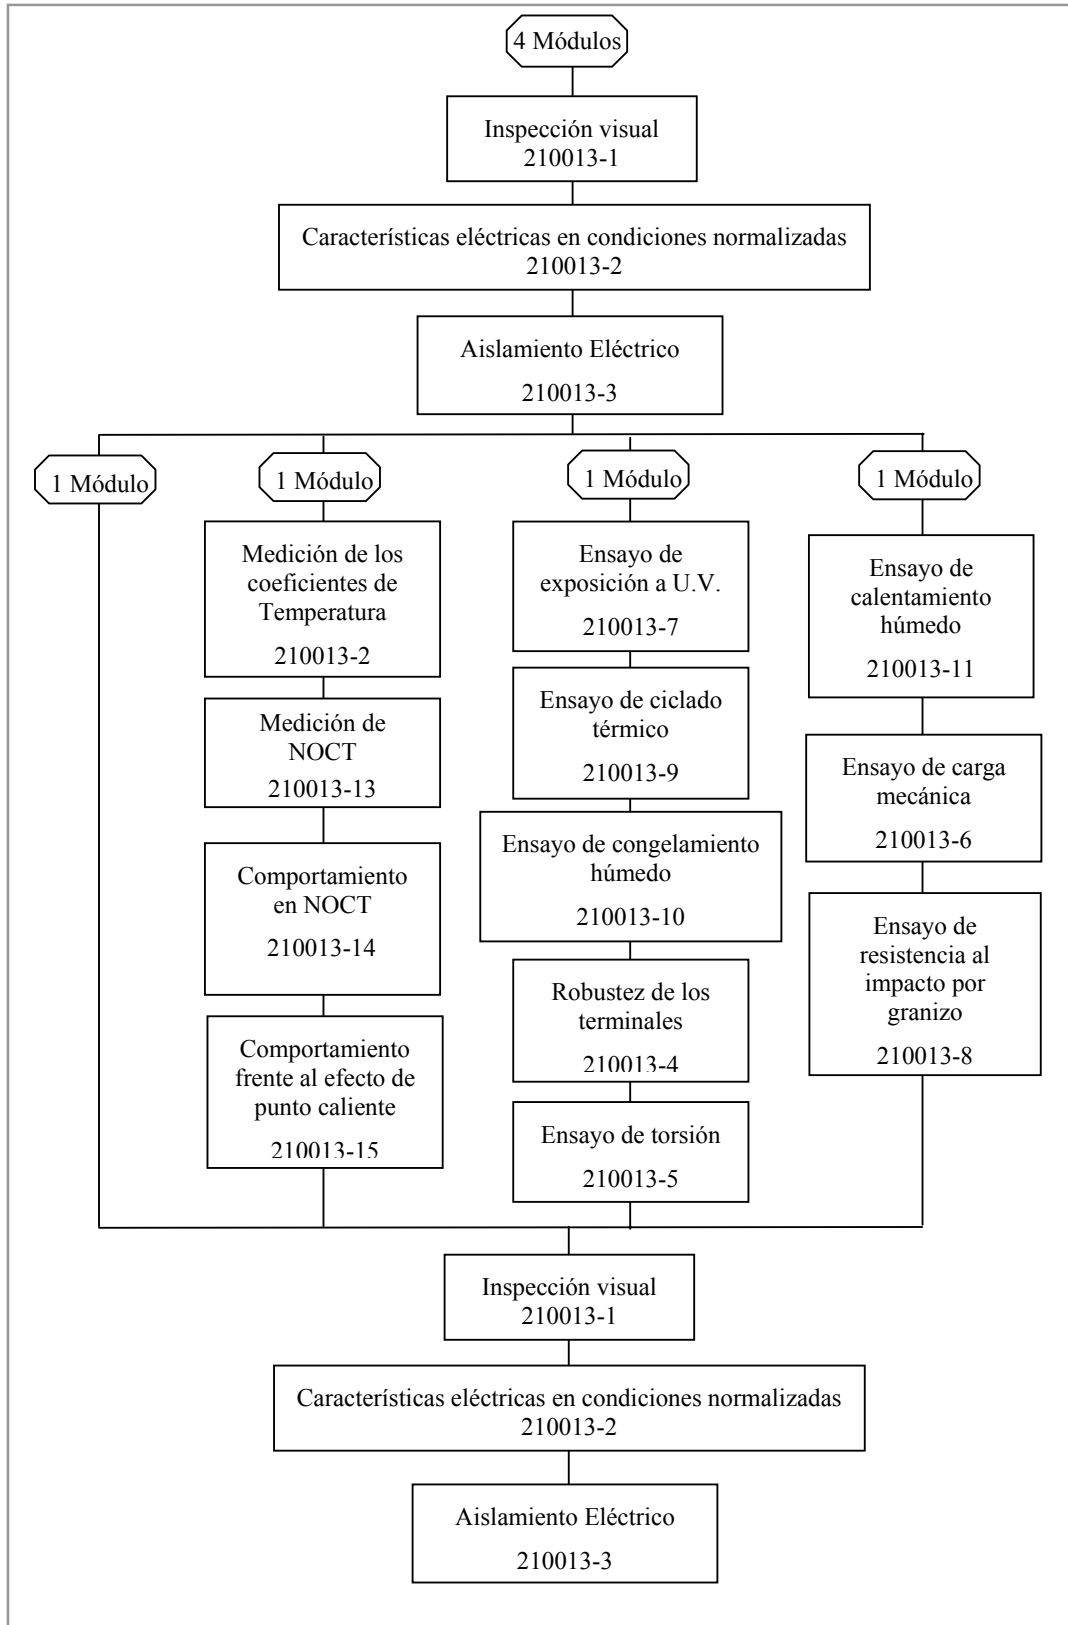 4 Módulos
Inspección visual
210013-1
Características eléctricas en condiciones normalizadas
210013-2
Aislamiento Eléctrico
210013-3
1 Módulo
1 Módulo
Medición de los
coeficientes de
Temperatura
210013-2
Medición de
NOCT
210013-13
Comportamiento
en NOCT
210013-14
Comportamiento
frente al efecto de
punto caliente
210013-15
1 Módulo
Ensayo de
exposición a U.V.
210013-7
Ensayo de ciclado
térmico
210013-9
Ensayo de congelamiento
húmedo
210013-10
Robustez de los
terminales
210013-4
Ensayo de torsión
210013-5
1 Módulo
Ensayo de
calentamiento
húmedo
210013-11
Ensayo de carga
mecánica
210013-6
Ensayo de
resistencia al
impacto por
granizo
210013-8
Inspección visual
210013-1
Características eléctricas en condiciones normalizadas
210013-2
Aislamiento Eléctrico
210013-3